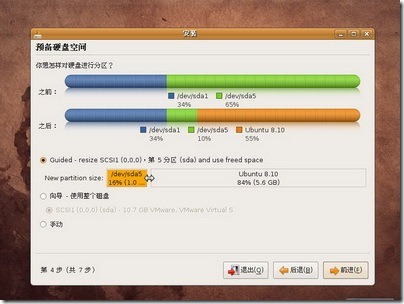 安装
预备硬盘空间
你想怎样对硬盘进行分区？
之前：
/dev/sda1 /dev/sda5
34% 65%
之后：
/dev/sda1 /dev/sda5 Ubuntu 8.10
34% 10% 55%
Guided - resize SCSI1 (0,0,0)，第 5 分区 (sda) and use freed space
New partition size:
/dev/sda5 Ubuntu 8.10
16% (1.0 ... 84% (5.6 GB)
向导 - 使用整个磁盘
SCSI1 (0,0,0) (sda) - 10.7 GB VMware, VMware Virtual S
手动
第 4 步（共 7 步） 退出(Q) 后退(B) 前进(F)